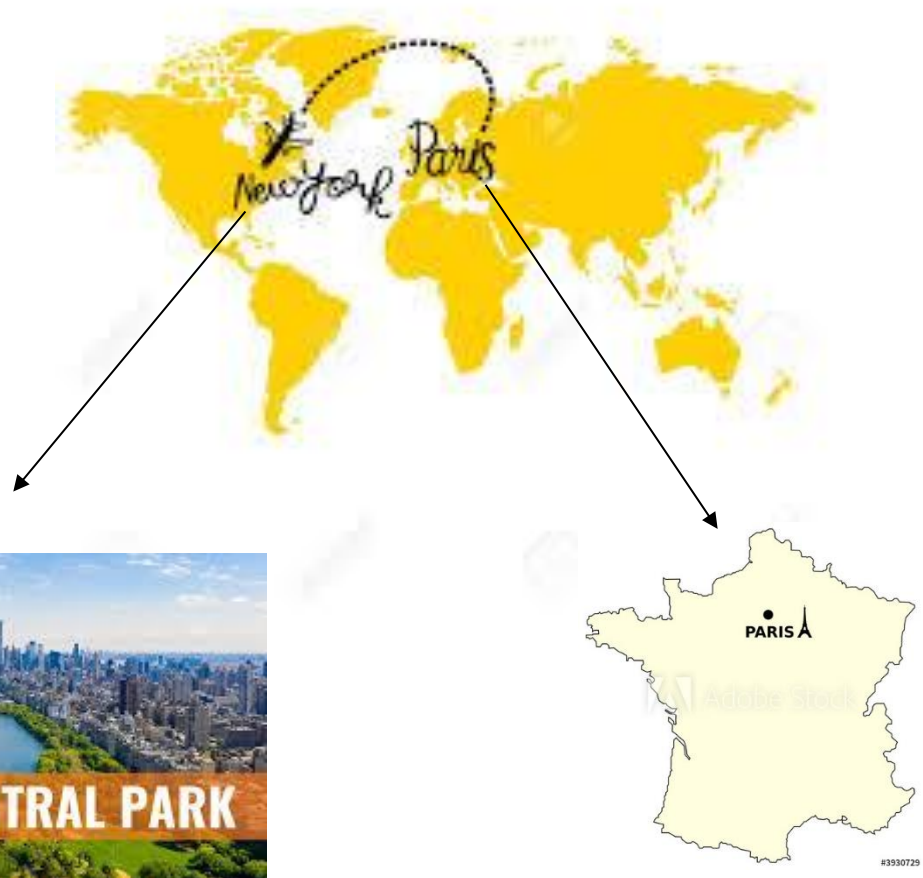 Paris
New York
PARIS
TRAL PARK
Adobe Stock
#3930729